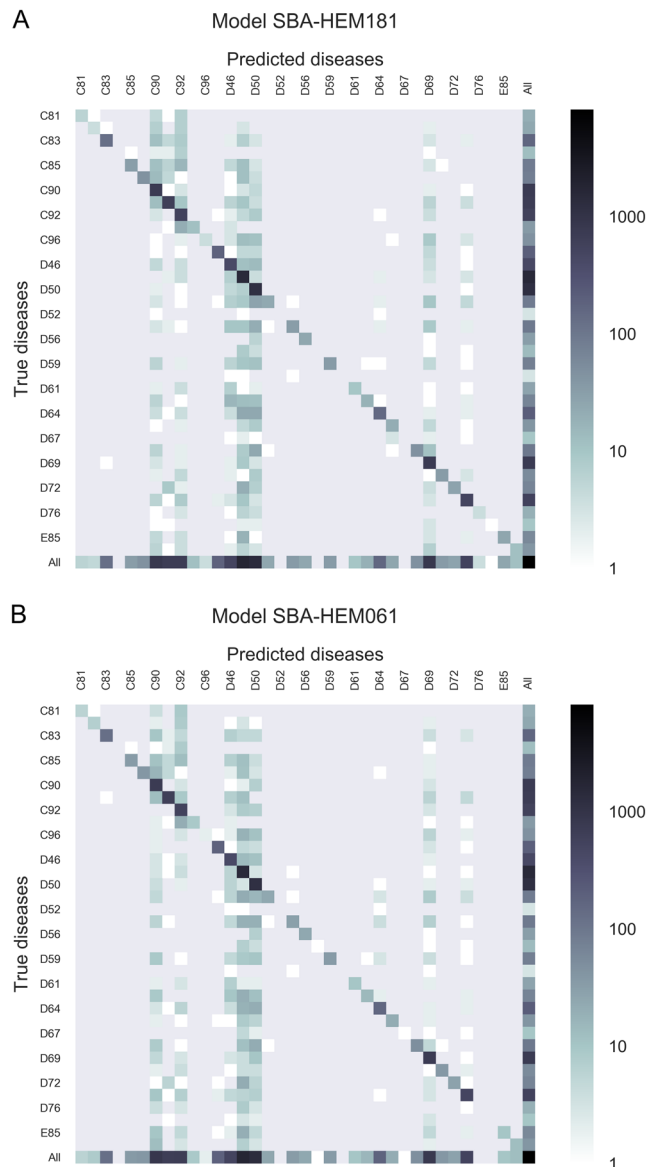 A
Model SBA-HEM181
Predicted diseases
C81 C83 C85 C90 C92 C96 D46 D50 D52 D56 D59 D61 D64 D67 D69 D72 D76 E85 All
True diseases
C81
C83
C85
C90
C92
C96
D46
D50
D52
D56
D59
D61
D64
D67
D69
D72
D76
E85
All
1000
100
10
1
B
Model SBA-HEM061
Predicted diseases
C81 C83 C85 C90 C92 C96 D46 D50 D52 D56 D59 D61 D64 D67 D69 D72 D76 E85 All
True diseases
C81
C83
C85
C90
C92
C96
D46
D50
D52
D56
D59
D61
D64
D67
D69
D72
D76
E85
All
1000
100
10
1